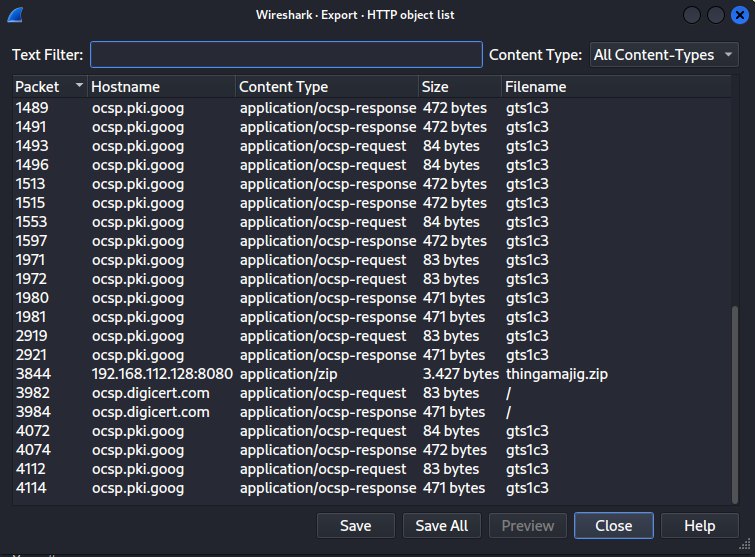 Wireshark · Export · HTTP object list
Text Filter: Content Type: All Content-Types
Packet Hostname Content Type Size Filename
1489 ocsp.pki.goog application/ocsp-response 472 bytes gts1c3
1491 ocsp.pki.goog application/ocsp-response 472 bytes gts1c3
1493 ocsp.pki.goog application/ocsp-request 84 bytes gts1c3
1496 ocsp.pki.goog application/ocsp-request 84 bytes gts1c3
1513 ocsp.pki.goog application/ocsp-response 472 bytes gts1c3
1515 ocsp.pki.goog application/ocsp-response 472 bytes gts1c3
1553 ocsp.pki.goog application/ocsp-request 84 bytes gts1c3
1597 ocsp.pki.goog application/ocsp-response 472 bytes gts1c3
1971 ocsp.pki.goog application/ocsp-request 83 bytes gts1c3
1972 ocsp.pki.goog application/ocsp-request 83 bytes gts1c3
1980 ocsp.pki.goog application/ocsp-response 471 bytes gts1c3
1981 ocsp.pki.goog application/ocsp-response 471 bytes gts1c3
2919 ocsp.pki.goog application/ocsp-request 83 bytes gts1c3
2921 ocsp.pki.goog application/ocsp-response 471 bytes gts1c3
3844 192.168.112.128:8080 application/zip 3.427 bytes thingamajig.zip
3982 ocsp.digicert.com application/ocsp-request 83 bytes /
3984 ocsp.digicert.com application/ocsp-response 471 bytes /
4072 ocsp.pki.goog application/ocsp-request 84 bytes gts1c3
4074 ocsp.pki.goog application/ocsp-response 472 bytes gts1c3
4112 ocsp.pki.goog application/ocsp-request 83 bytes gts1c3
4114 ocsp.pki.goog application/ocsp-response 471 bytes gts1c3
Save Save All Preview Close Help